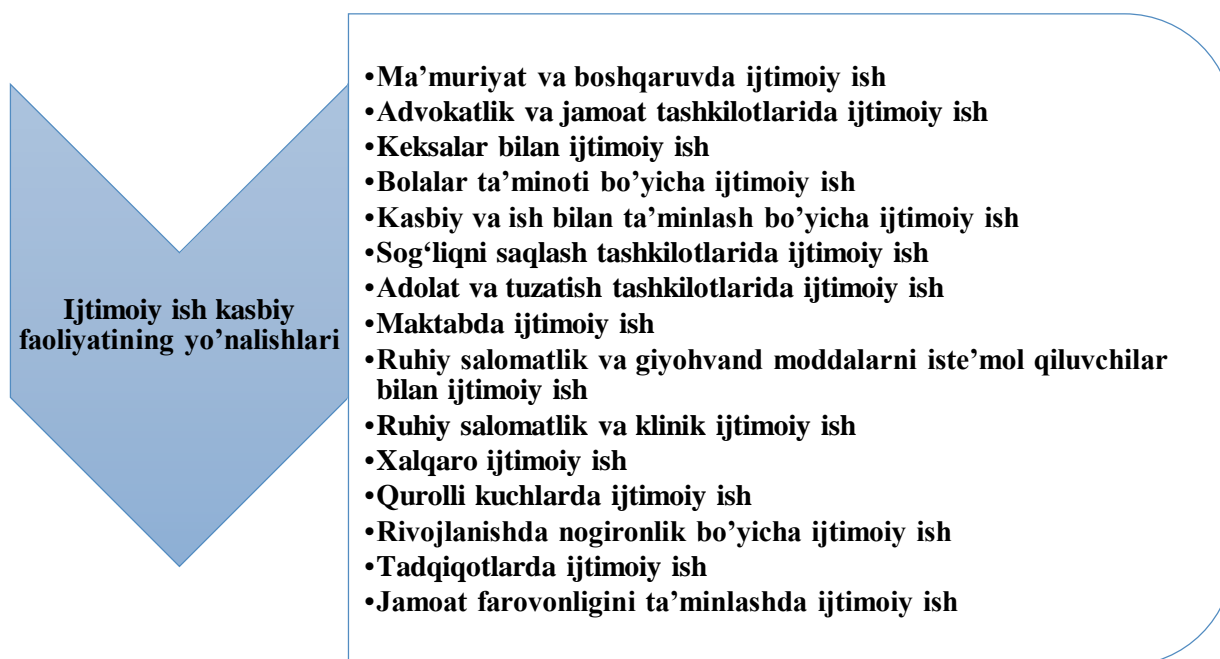 Ijtimoiy ish kasbiy
faoliyatining yo’nalishlari
•Ma’muriyat va boshqaruvda ijtimoiy ish
•Advokatlik va jamoat tashkilotlarida ijtimoiy ish
•Keksalar bilan ijtimoiy ish
•Bolalar ta’minoti bo’yicha ijtimoiy ish
•Kasbiy va ish bilan ta’minlash bo’yicha ijtimoiy ish
•Sog‘liqni saqlash tashkilotlarida ijtimoiy ish
•Adolat va tuzatish tashkilotlarida ijtimoiy ish
•Maktabda ijtimoiy ish
•Ruhiy salomatlik va giyohvand moddalarni iste’mol qiluvchilar
bilan ijtimoiy ish
•Ruhiy salomatlik va klinik ijtimoiy ish
•Xalqaro ijtimoiy ish
•Qurolli kuchlarda ijtimoiy ish
•Rivojlanishda nogironlik bo’yicha ijtimoiy ish
•Tadqiqotlarda ijtimoiy ish
•Jamoat farovonligini ta’minlashda ijtimoiy ish